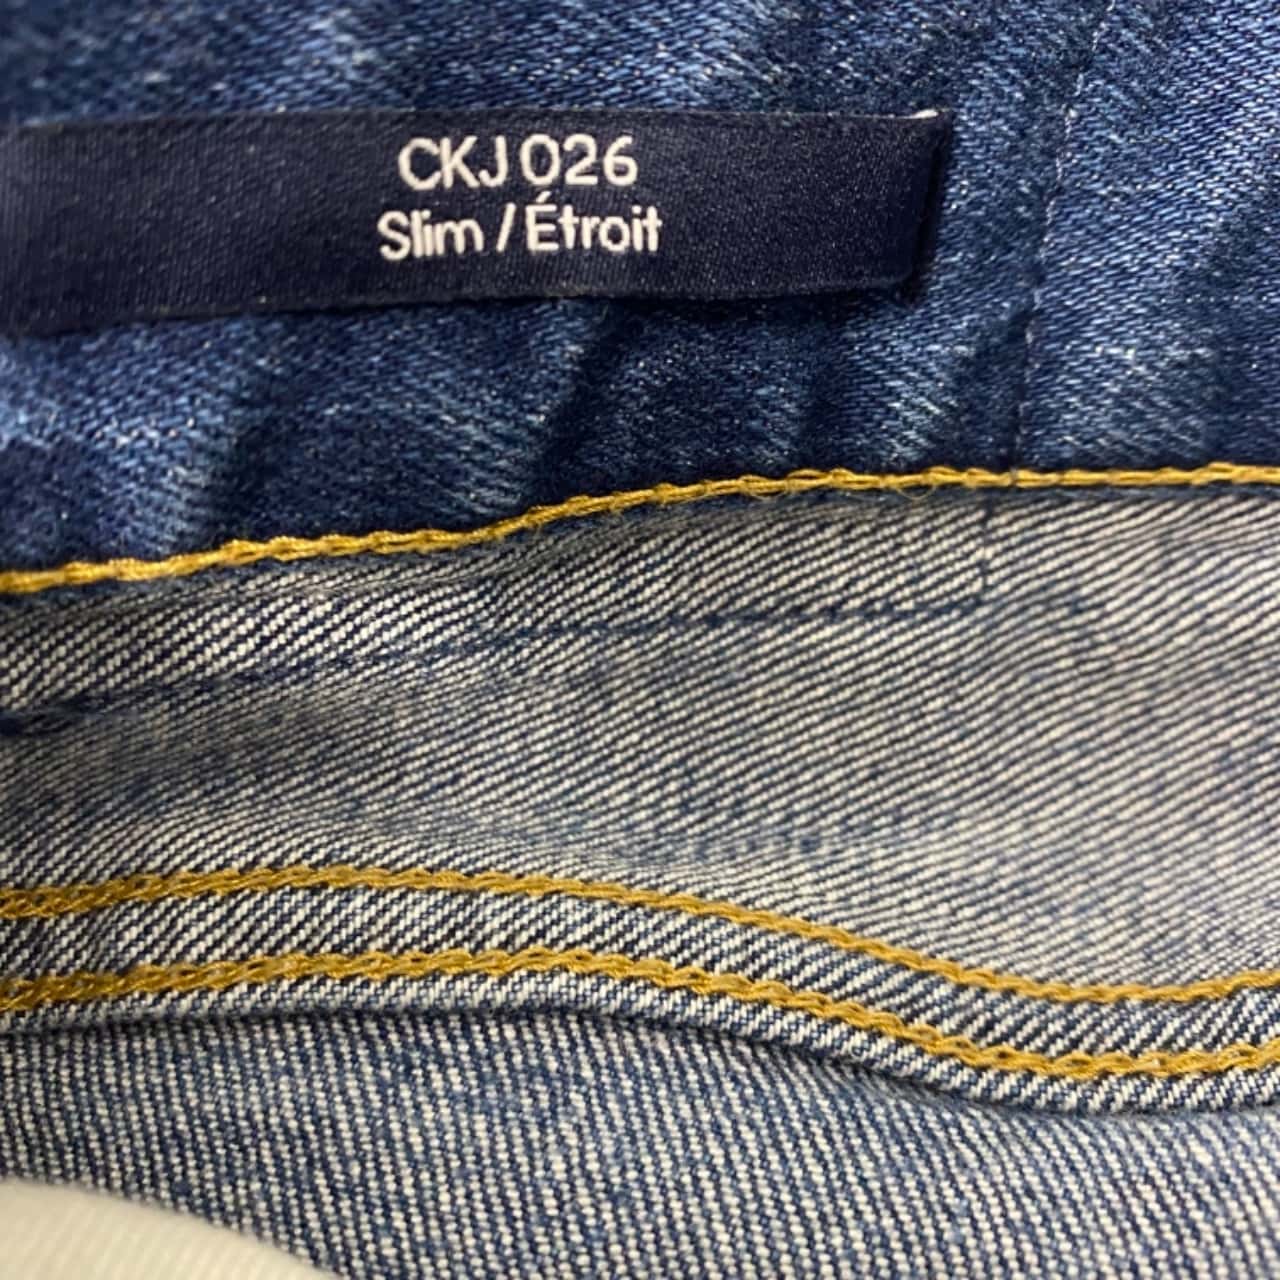 CKJ 026
Slim / Étroit